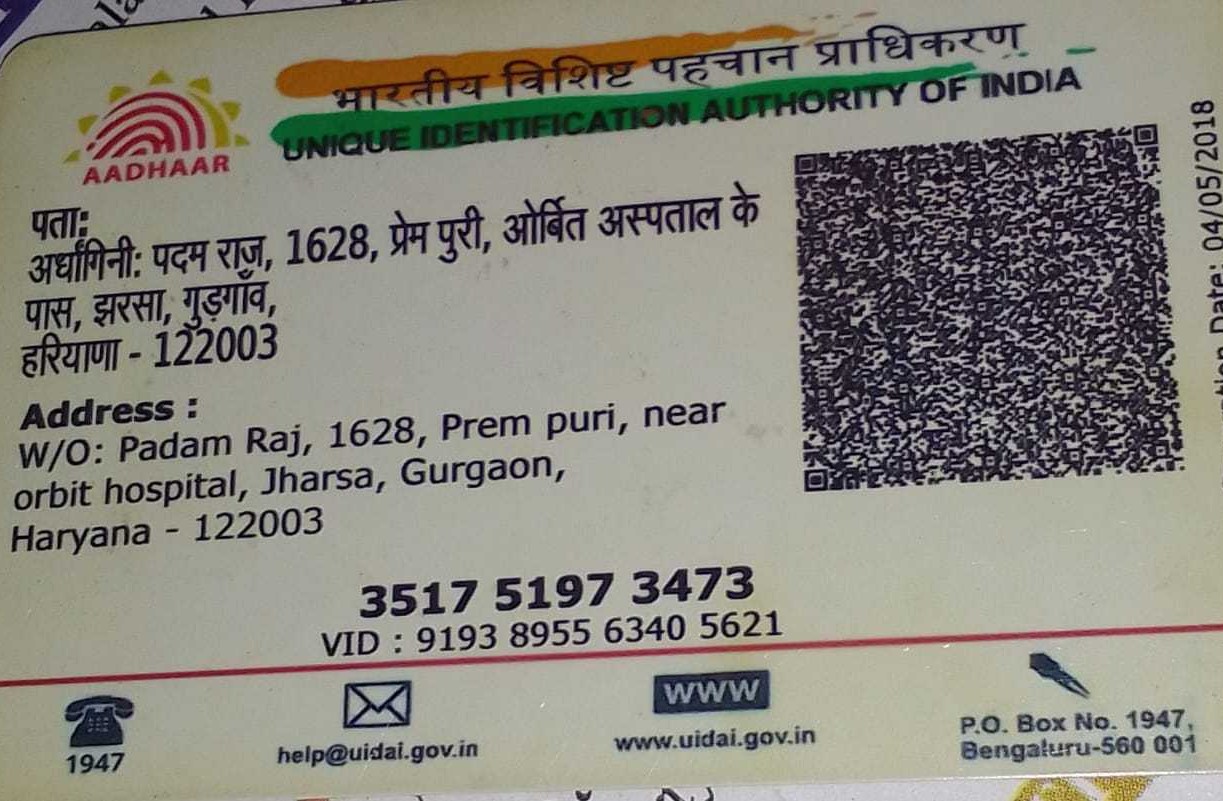 भारतीय विशिष्ट पहचान प्राधिकरण
UNIQUE IDENTIFICATION AUTHORITY OF INDIA
AADHAAR
पता:
अर्धांगिनी: पदम राज, 1628, प्रेम पुरी, ओर्बित अस्पताल के
पास, झरसा, गुड़गाँव,
हरियाणा - 122003
Address :
W/O: Padam Raj, 1628, Prem puri, near
orbit hospital, Jharsa, Gurgaon,
Haryana - 122003
Date: 04/05/2018
3517 5197 3473
VID : 9193 8955 6340 5621
1947
help@uidai.gov.in
www
www.uidai.gov.in
P.O. Box No. 1947,
Bengaluru-560 001